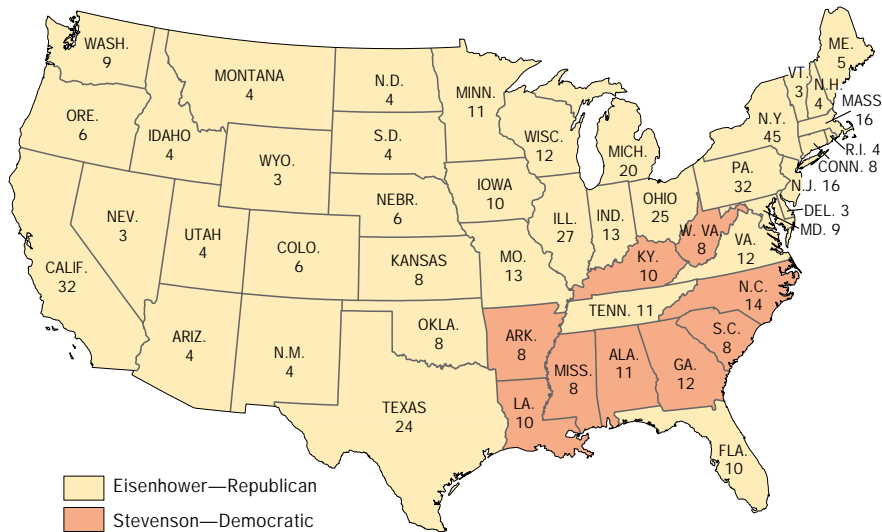 WASH.
9
MONTANA
4
N.D.
4
MINN.
11
ME.
5
VT.
3
N.H.
4
MASS
16
ORE.
6
IDAHO
4
S.D.
4
WISC.
12
MICH.
20
N.Y.
45
R.I. 4
CONN. 8
WYO.
3
IOWA
10
PA.
32
N.J. 16
NEV.
3
NEBR.
6
ILL.
27
IND.
13
OHIO
25
DEL. 3
MD. 9
UTAH
4
COLO.
6
W. VA.
8
VA.
12
CALIF.
32
KANSAS
8
MO.
13
KY.
10
N.C.
14
TENN. 11
ARIZ.
4
N.M.
4
OKLA.
8
ARK.
8
S.C.
8
MISS.
8
ALA.
11
GA.
12
TEXAS
24
LA.
10
FLA.
10
Eisenhower—Republican
Stevenson—Democratic